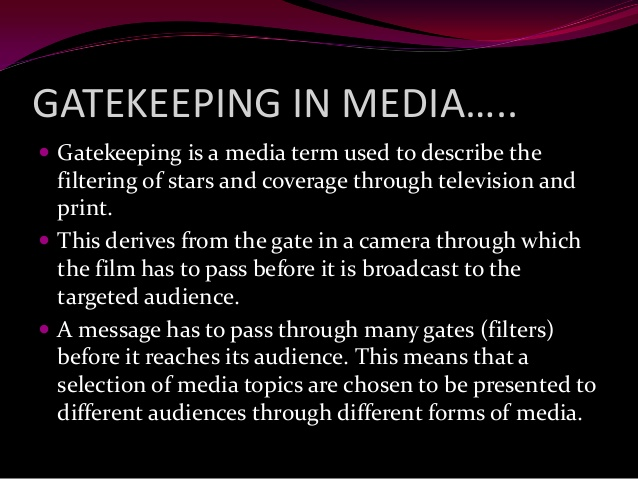 GATEKEEPING IN MEDIA…..
• Gatekeeping is a media term used to describe the
filtering of stars and coverage through television and
print.
• This derives from the gate in a camera through which
the film has to pass before it is broadcast to the
targeted audience.
• A message has to pass through many gates (filters)
before it reaches its audience. This means that a
selection of media topics are chosen to be presented to
different audiences through different forms of media.